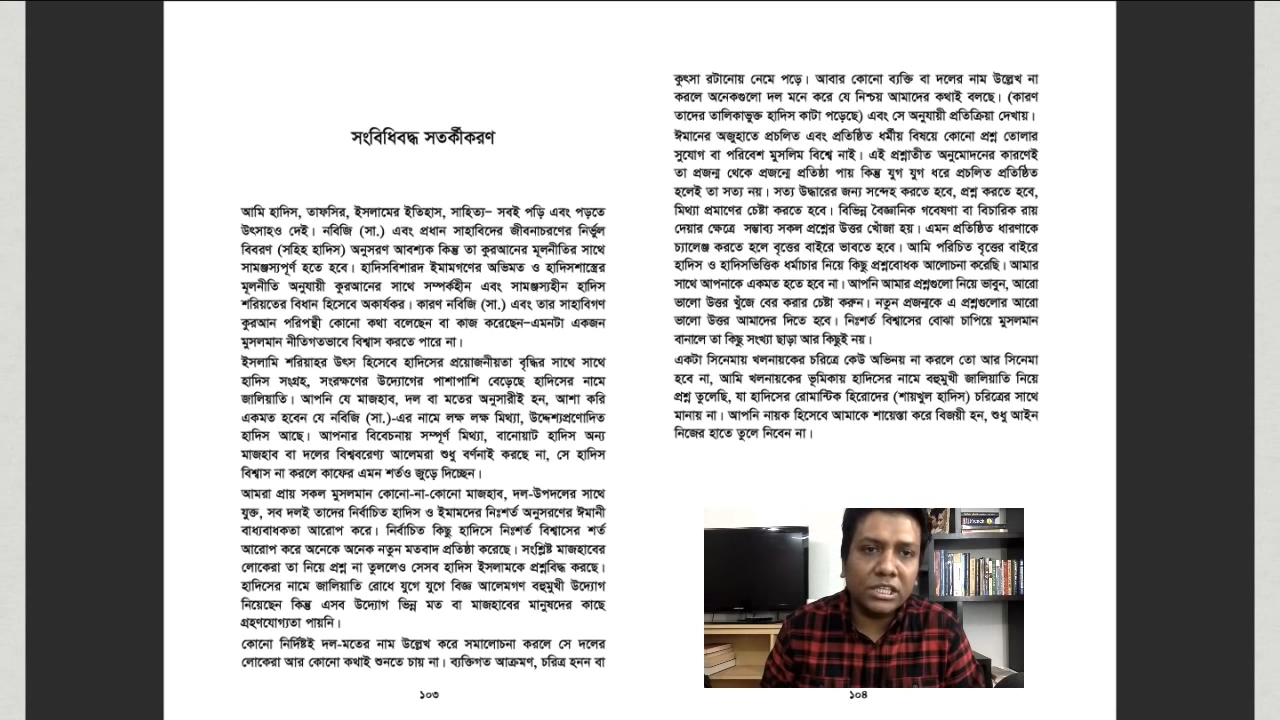 সংবিধিবদ্ধ সতর্কীকরণ
আমি হাদিস, তাফসির, ইসলামের ইতিহাস, সাহিত্য– সবই পড়ি এবং পড়তে
উৎসাহও দেই। নবিজি (সা.) এবং প্রধান সাহাবিদের জীবনাচরণের নির্ভুল
বিবরণ (সহিহ হাদিস) অনুসরণ আবশ্যক কিন্তু তা কুরআনের মূলনীতির সাথে
সামঞ্জস্যপূর্ণ হতে হবে। হাদিসবিশারদ ইমামগণের অভিমত ও হাদিসশাস্ত্রের
মূলনীতি অনুযায়ী কুরআনের সাথে সম্পর্কহীন এবং সামঞ্জস্যহীন হাদিস
শরিয়তের বিধান হিসেবে অকার্যকর। কারণ নবিজি (সা.) এবং তার সাহাবিগণ
কুরআন পরিপন্থী কোনো কথা বলেছেন বা কাজ করেছেন–এমনটা একজন
মুসলমান নীতিগতভাবে বিশ্বাস করতে পারে না।
ইসলামি শরিয়াহর উৎস হিসেবে হাদিসের প্রয়োজনীয়তা বৃদ্ধির সাথে সাথে
হাদিস সংগ্রহ, সংরক্ষণের উদ্যোগের পাশাপাশি বেড়েছে হাদিসের নামে
জালিয়াতি। আপনি যে মাজহাব, দল বা মতের অনুসারীই হন, আশা করি
একমত হবেন যে নবিজি (সা.)-এর নামে লক্ষ লক্ষ মিথ্যা, উদ্দেশ্যপ্রণোদিত
হাদিস আছে। আপনার বিবেচনায় সম্পূর্ণ মিথ্যা, বানোয়াট হাদিস অন্য
মাজহাব বা দলের বিশ্ববরেণ্য আলেমরা শুধু বর্ণনাই করছে না, সে হাদিস
বিশ্বাস না করলে কাফের এমন শর্তও জুড়ে দিচ্ছেন।
আমরা প্রায় সকল মুসলমান কোনো-না-কোনো মাজহাব, দল-উপদলের সাথে
যুক্ত, সব দলই তাদের নির্বাচিত হাদিস ও ইমামদের নিঃশর্ত অনুসরণের ঈমানী
বাধ্যবাধকতা আরোপ করে। নির্বাচিত কিছু হাদিসে নিঃশর্ত বিশ্বাসের শর্ত
আরোপ করে অনেকে অনেক নতুন মতবাদ প্রতিষ্ঠা করেছে। সংশ্লিষ্ট মাজহাবের
লোকেরা তা নিয়ে প্রশ্ন না তুললেও সেসব হাদিস ইসলামকে প্রশ্নবিদ্ধ করছে।
হাদিসের নামে জালিয়াতি রোধে যুগে যুগে বিজ্ঞ আলেমগণ বহুমুখী উদ্যোগ
নিয়েছেন কিন্তু এসব উদ্যোগ ভিন্ন মত বা মাজহাবের মানুষদের কাছে
গ্রহণযোগ্যতা পায়নি।
কোনো নির্দিষ্টই দল-মতের নাম উল্লেখ করে সমালোচনা করলে সে দলের
লোকেরা আর কোনো কথাই শুনতে চায় না। ব্যক্তিগত আক্রমণ, চরিত্র হনন বা
১০৩
কুৎসা রটানোয় নেমে পড়ে। আবার কোনো ব্যক্তি বা দলের নাম উল্লেখ না
করলে অনেকগুলো দল মনে করে যে নিশ্চয় আমাদের কথাই বলছে। (কারণ
তাদের তালিকাভুক্ত হাদিস কাটা পড়েছে) এবং সে অনুযায়ী প্রতিক্রিয়া দেখায়।
ঈমানের অজুহাতে প্রচলিত এবং প্রতিষ্ঠিত ধর্মীয় বিষয়ে কোনো প্রশ্ন তোলার
সুযোগ বা পরিবেশ মুসলিম বিশ্বে নাই। এই প্রশ্নাতীত অনুমোদনের কারণেই
তা প্রজন্ম থেকে প্রজন্মে প্রতিষ্ঠা পায় কিন্তু যুগ যুগ ধরে প্রচলিত প্রতিষ্ঠিত
হলেই তা সত্য নয়। সত্য উদ্ধারের জন্য সন্দেহ করতে হবে, প্রশ্ন করতে হবে,
মিথ্যা প্রমাণের চেষ্টা করতে হবে। বিভিন্ন বৈজ্ঞানিক গবেষণা বা বিচারিক রায়
দেয়ার ক্ষেত্রে সম্ভাব্য সকল প্রশ্নের উত্তর খোঁজা হয়। এমন প্রতিষ্ঠিত ধারণাকে
চ্যালেঞ্জ করতে হলে বৃত্তের বাইরে ভাবতে হবে। আমি পরিচিত বৃত্তের বাইরে
হাদিস ও হাদিসভিত্তিক ধর্মাচার নিয়ে কিছু প্রশ্নবোধক আলোচনা করেছি। আমার
সাথে আপনাকে একমত হতে হবে না। আপনি আমার প্রশ্নগুলো নিয়ে ভাবুন, আরো
ভালো উত্তর খুঁজে বের করার চেষ্টা করুন। নতুন প্রজন্মকে এ প্রশ্নগুলোর আরো
ভালো উত্তর আমাদের দিতে হবে। নিঃশর্ত বিশ্বাসের বোঝা চাপিয়ে মুসলমান
বানালে তা কিছু সংখ্যা ছাড়া আর কিছুই নয়।
একটা সিনেমায় খলনায়কের চরিত্রে কেউ অভিনয় না করলে তো আর সিনেমা
হবে না, আমি খলনায়কের ভূমিকায় হাদিসের নামে বহুমুখী জালিয়াতি নিয়ে
প্রশ্ন তুলেছি, যা হাদিসের রোমান্টিক হিরোদের (শায়খুল হাদিস) চরিত্রের সাথে
মানায় না। আপনি নায়ক হিসেবে আমাকে শায়েস্তা করে বিজয়ী হন, শুধু আইন
নিজের হাতে তুলে নিবেন না।
French
১০৪